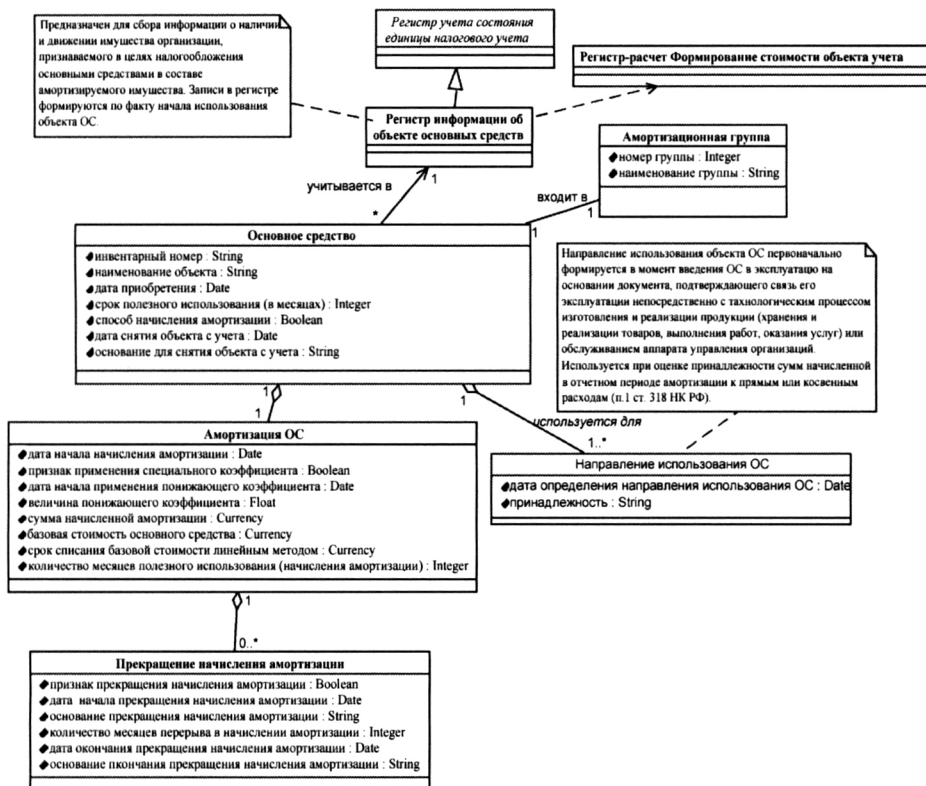 Предназначен для сбора информации о наличии
и движении имущества организации,
признаваемого в целях налогообложения
основными средствами в составе
амортизируемого имущества. Записи в регистре
формируются по факту начала использования
объекта ОС.
Регистр учета состояния
единицы налогового учета
Регистр-расчет Формирование стоимости объекта учета
Регистр информации об
объекте основных средств
Амортизационная группа
номер группы : Integer
наименование группы : String
учитывается в
1
*
входит в
1
1
Основное средство
инвентарный номер : String
наименование объекта : String
дата приобретения : Date
срок полезного использования (в месяцах) : Integer
способ начисления амортизации : Boolean
дата снятия объекта с учета : Date
основание для снятия объекта с учета : String
Направление использования объекта ОС первоначально
формируется в момент введения ОС в эксплуатацю на
основании документа, подтверждающего связь его
эксплуатации непосредственно с тахнологическим процессом
изготовления и реализации продукции (хранения и
реализации товаров, выполнения работ, оказания услуг) или
обслуживанием аппарата управления организаций.
Используется при оценке принадлежности сумм начисленной
в отчетном периоде амортизации к прямым или косвенным
расходам (п.1 ст. 318 НК РФ).
1
1
1
используется для
1..*
Амортизация ОС
дата начала начисления амортизации : Date
признак применения специального коэффициента : Boolean
дата начала применения понижающего коэффициента : Date
величина понижающего коэффициента : Float
сумма начисленной амортизации : Currency
базовая стоимость основного средства : Currency
срок списания базовой стоимости линейным методом : Currency
количество месяцев полезного использования (начисления амортизации) : Integer
Направление использования ОС
дата определения направления использования ОС : Date
принадлежность : String
1
0..*
Прекращение начисления амортизации
признак прекращения начисления амортизации : Boolean
дата начала прекращения начисления амортизации : Date
основание прекращения начисления амортизации : String
количество месяцев перерыва в начислении амортизации : Integer
дата окончания прекращения начисления амортизации : Date
основание пкончания прекращения начисления амортизации : String